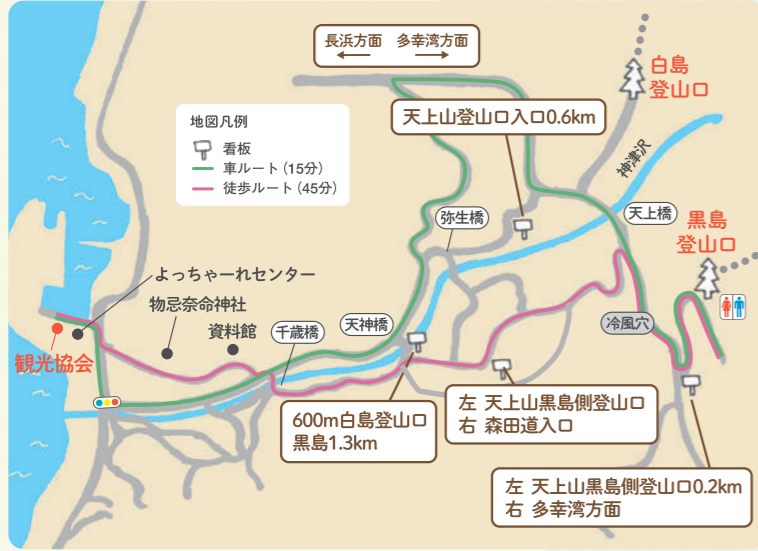 長浜方面 多幸湾方面
白島
登山口
天上山登山口入口0.6km
地図凡例
看板
車ルート(15分)
徒歩ルート(45分)
神津沢
弥生橋
天上橋
黒島
登山口
よっちゃーれセンター
物忌奈命神社
資料館
千歳橋
天神橋
冷風穴
観光協会
600m白島登山口
黒島1.3km
左 天上山黒島側登山口
右 森田道入口
左 天上山黒島側登山口0.2km
右 多幸湾方面